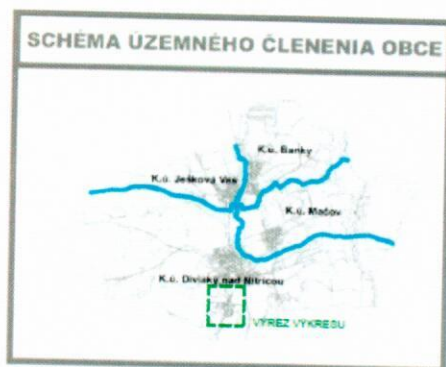 SCHÉMA ÚZEMNÉHO ČLENENIA OBCE
K.ú. Banky
K.ú. Ješkova Ves
K.ú. Mačov
K.ú. Diviaky nad Nitricou
VÝREZ VÝKRESU